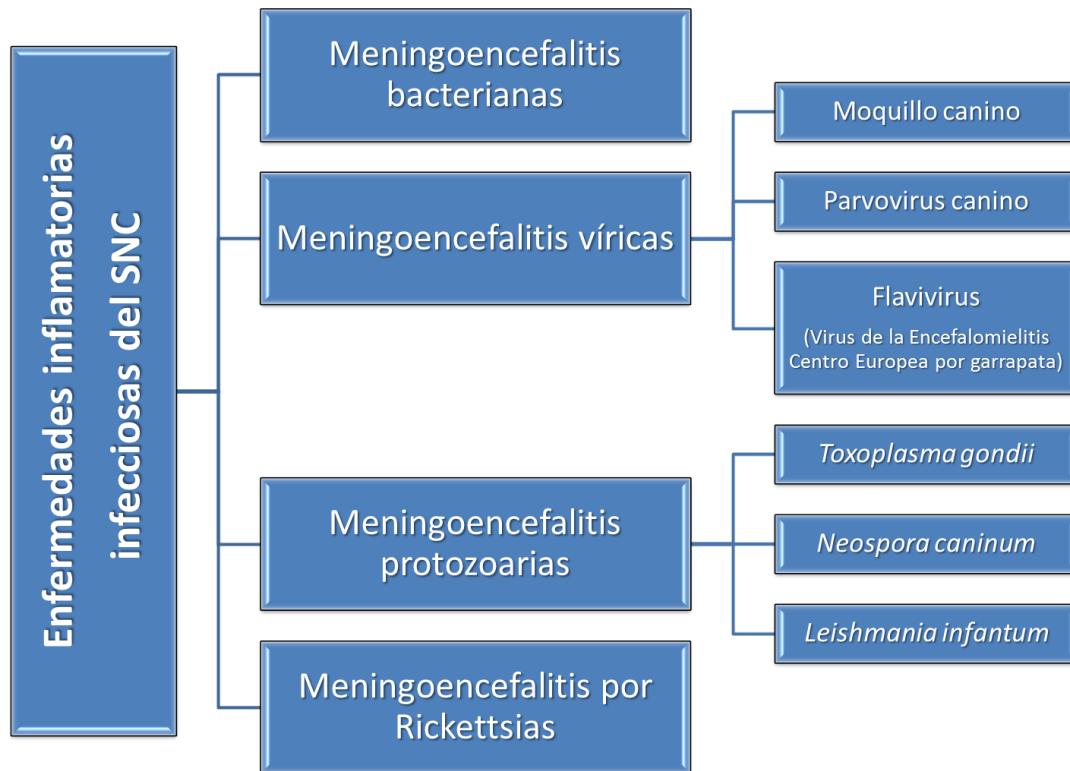 Enfermedades inflamatorias
infecciosas del SNC
Meningoencefalitis
bacterianas
Meningoencefalitis víricas
Moquillo canino
Parvovirus canino
Flavivirus
(Virus de la Encefalomielitis
Centro Europea por garrapata)
Meningoencefalitis
protozoarias
Toxoplasma gondii
Neospora caninum
Leishmania infantum
Meningoencefalitis por
Rickettsias